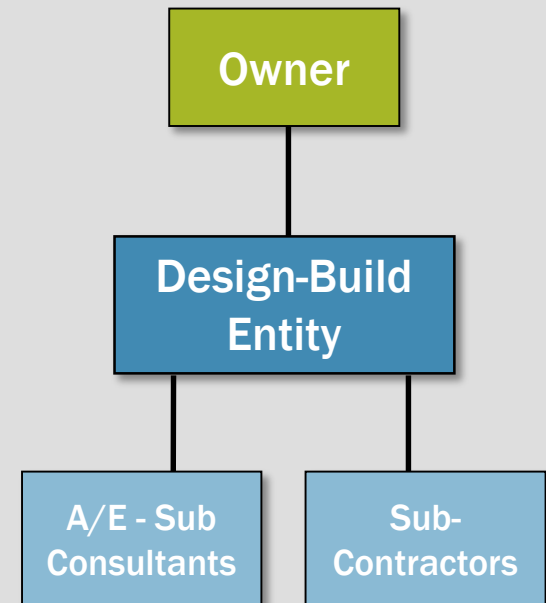 Owner
Design-Build
Entity
A/E - Sub
Consultants
Sub-
Contractors